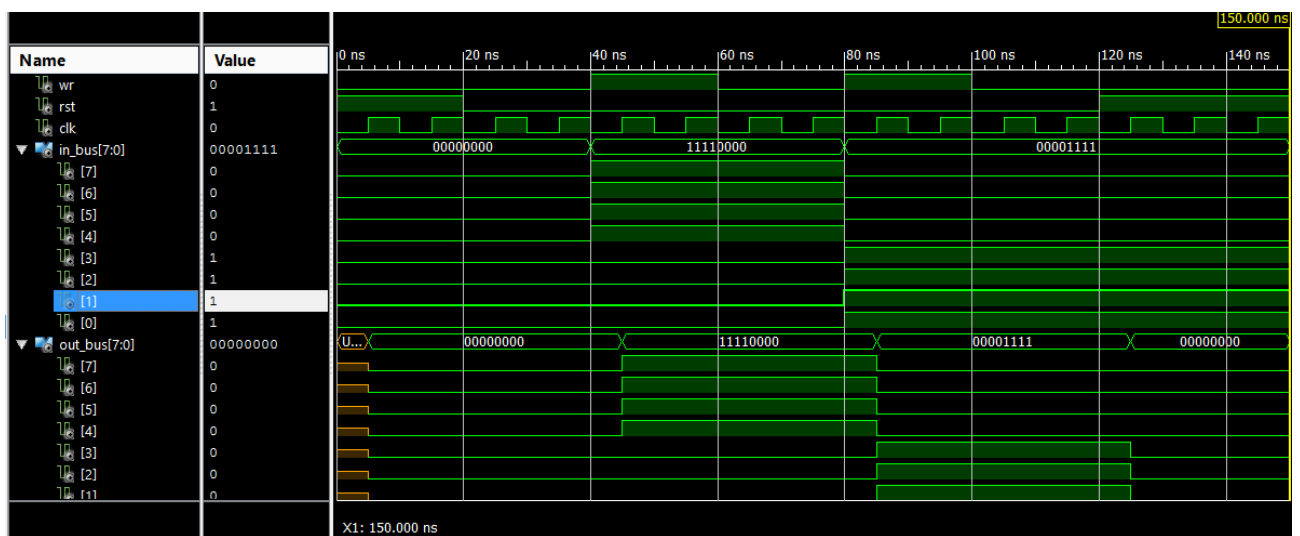 150.000 ns
Name Value 0 ns 20 ns 40 ns 60 ns 80 ns 100 ns 120 ns 140 ns
wr 0
rst 1
clk 0
in_bus[7:0] 00001111 00000000 11110000 00001111
[7] 0
[6] 0
[5] 0
[4] 0
[3] 1
[2] 1
[1] 1
[0] 1
out_bus[7:0] 00000000 U... 00000000 11110000 00001111 00000000
[7] 0
[6] 0
[5] 0
[4] 0
[3] 0
[2] 0
[1] 0
X1: 150.000 ns